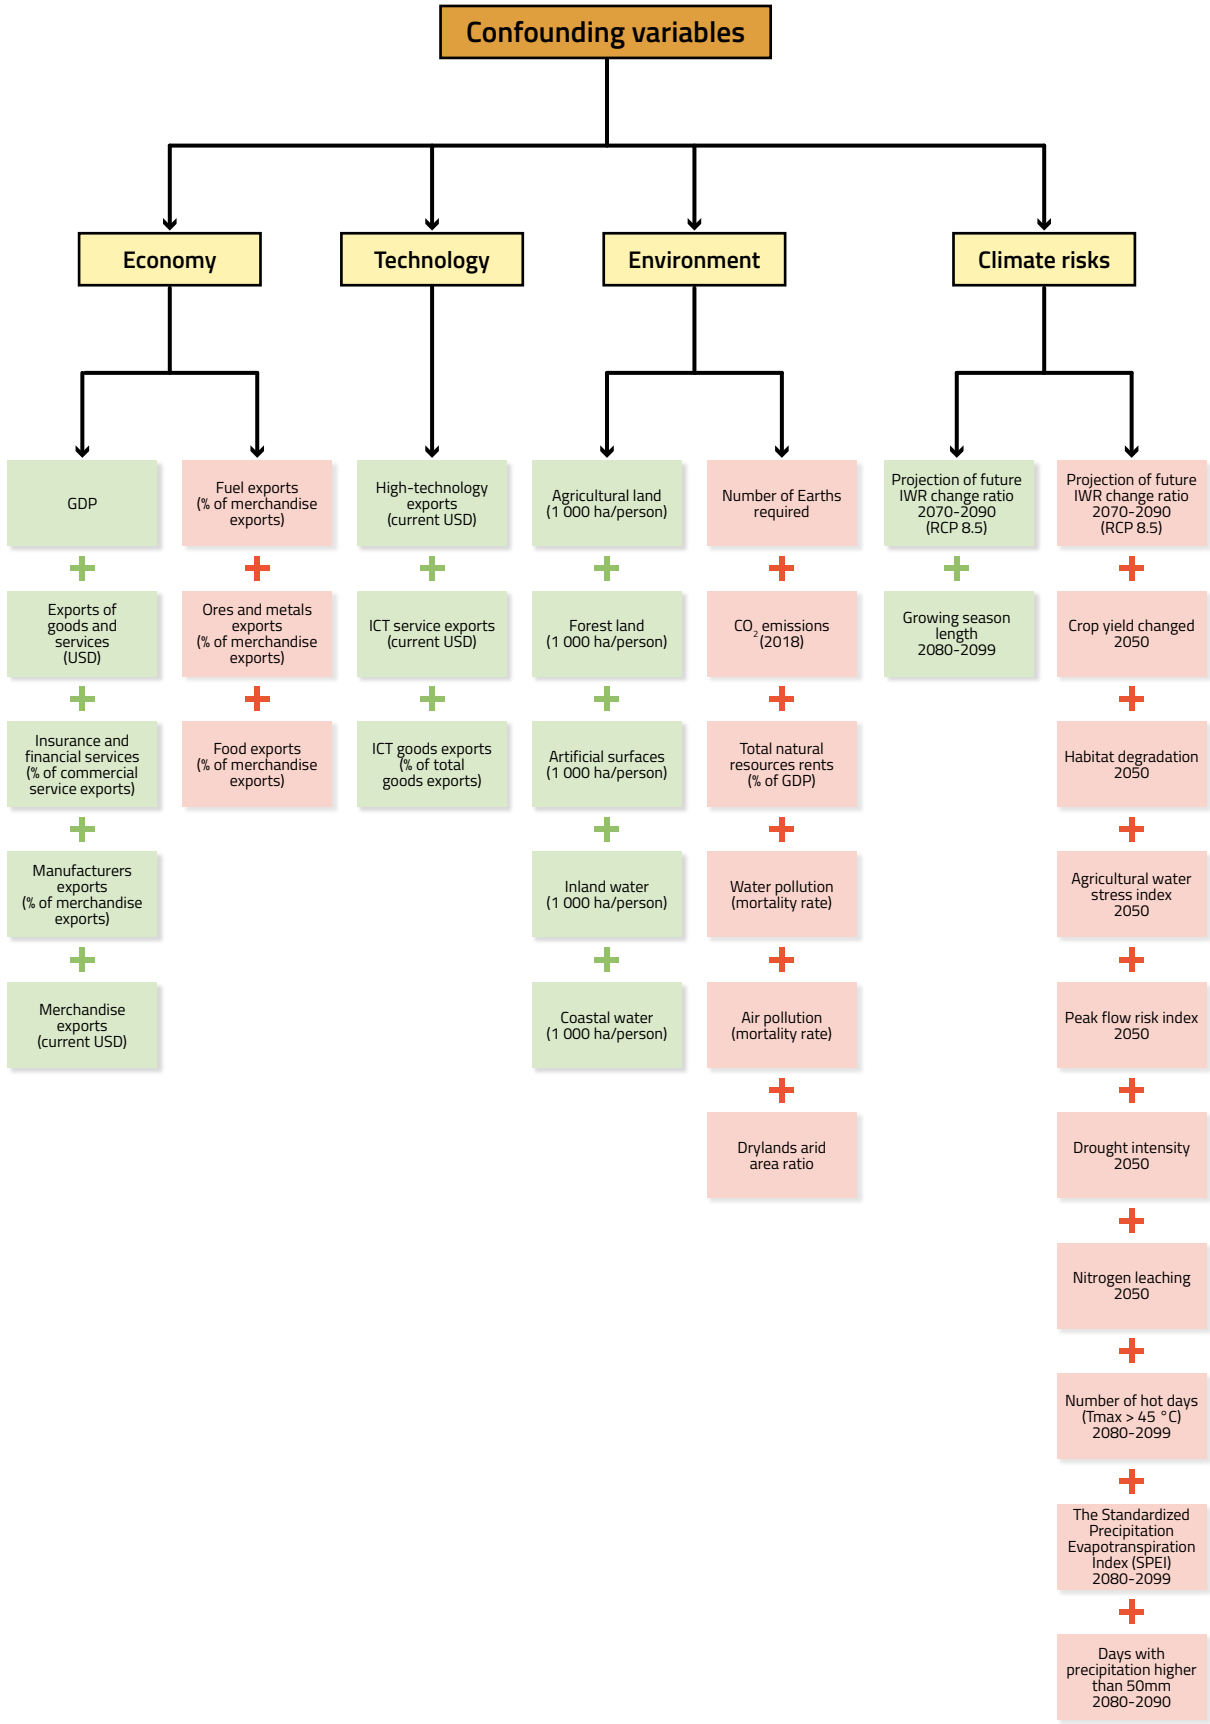 Confounding variables
Economy
Technology
Environment
Climate risks
GDP
Exports of
goods and
services
(USD)
Insurance and
financial services
(% of commercial
service exports)
Manufacturers
exports
(% of merchandise
exports)
Merchandise
exports
(current USD)
Fuel exports
(% of merchandise
exports)
Ores and metals
exports
(% of merchandise
exports)
Food exports
(% of merchandise
exports)
High-technology
exports
(current USD)
ICT service exports
(current USD)
ICT goods exports
(% of total
goods exports)
Agricultural land
(1 000 ha/person)
Forest land
(1 000 ha/person)
Artificial surfaces
(1 000 ha/person)
Inland water
(1 000 ha/person)
Coastal water
(1 000 ha/person)
Number of Earths
required
CO₂ emissions
(2018)
Total natural
resources rents
(% of GDP)
Water pollution
(mortality rate)
Air pollution
(mortality rate)
Drylands arid
area ratio
Projection of future
IWR change ratio
2070-2090
(RCP 8.5)
Growing season
length
2080-2099
Projection of future
IWR change ratio
2070-2090
(RCP 8.5)
Crop yield changed
2050
Habitat degradation
2050
Agricultural water
stress index
2050
Peak flow risk index
2050
Drought intensity
2050
Nitrogen leaching
2050
Number of hot days
(Tmax > 45 °C)
2080-2099
The Standardized
Precipitation
Evapotranspiration
Index (SPEI)
2080-2099
Days with
precipitation higher
than 50mm
2080-2090